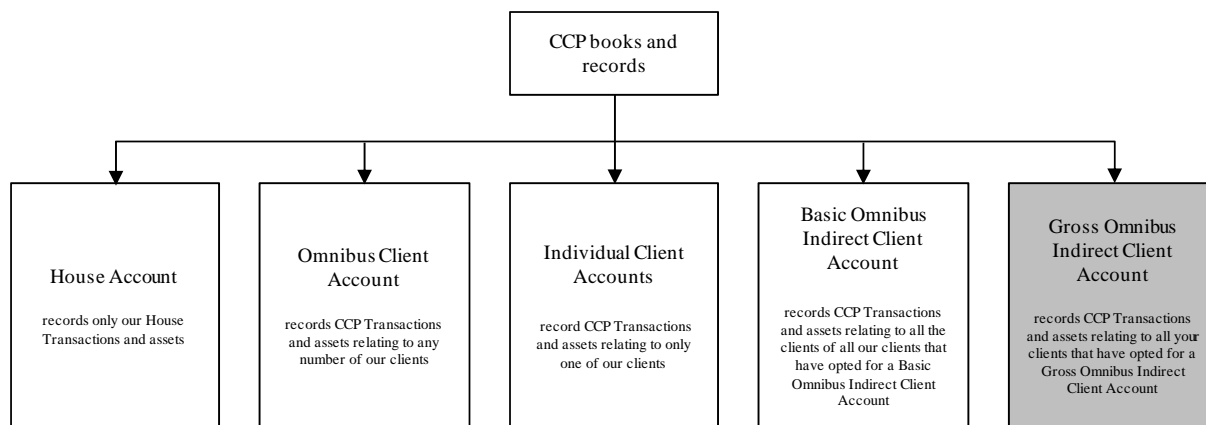 CCP books and
records
House Account
records only our House
Transactions and assets
Omnibus Client
Account
records CCP Transactions
and assets relating to any
number of our clients
Individual Client
Accounts
record CCP Transactions
and assets relating to only
one of our clients
Basic Omnibus
Indirect Client
Account
records CCP Transactions
and assets relating to all the
clients of all our clients that
have opted for a Basic
Omnibus Indirect Client
Account
Gross Omnibus
Indirect Client
Account
records CCP Transactions
and assets relating to all your
clients that have opted for a
Gross Omnibus Indirect
Client Account